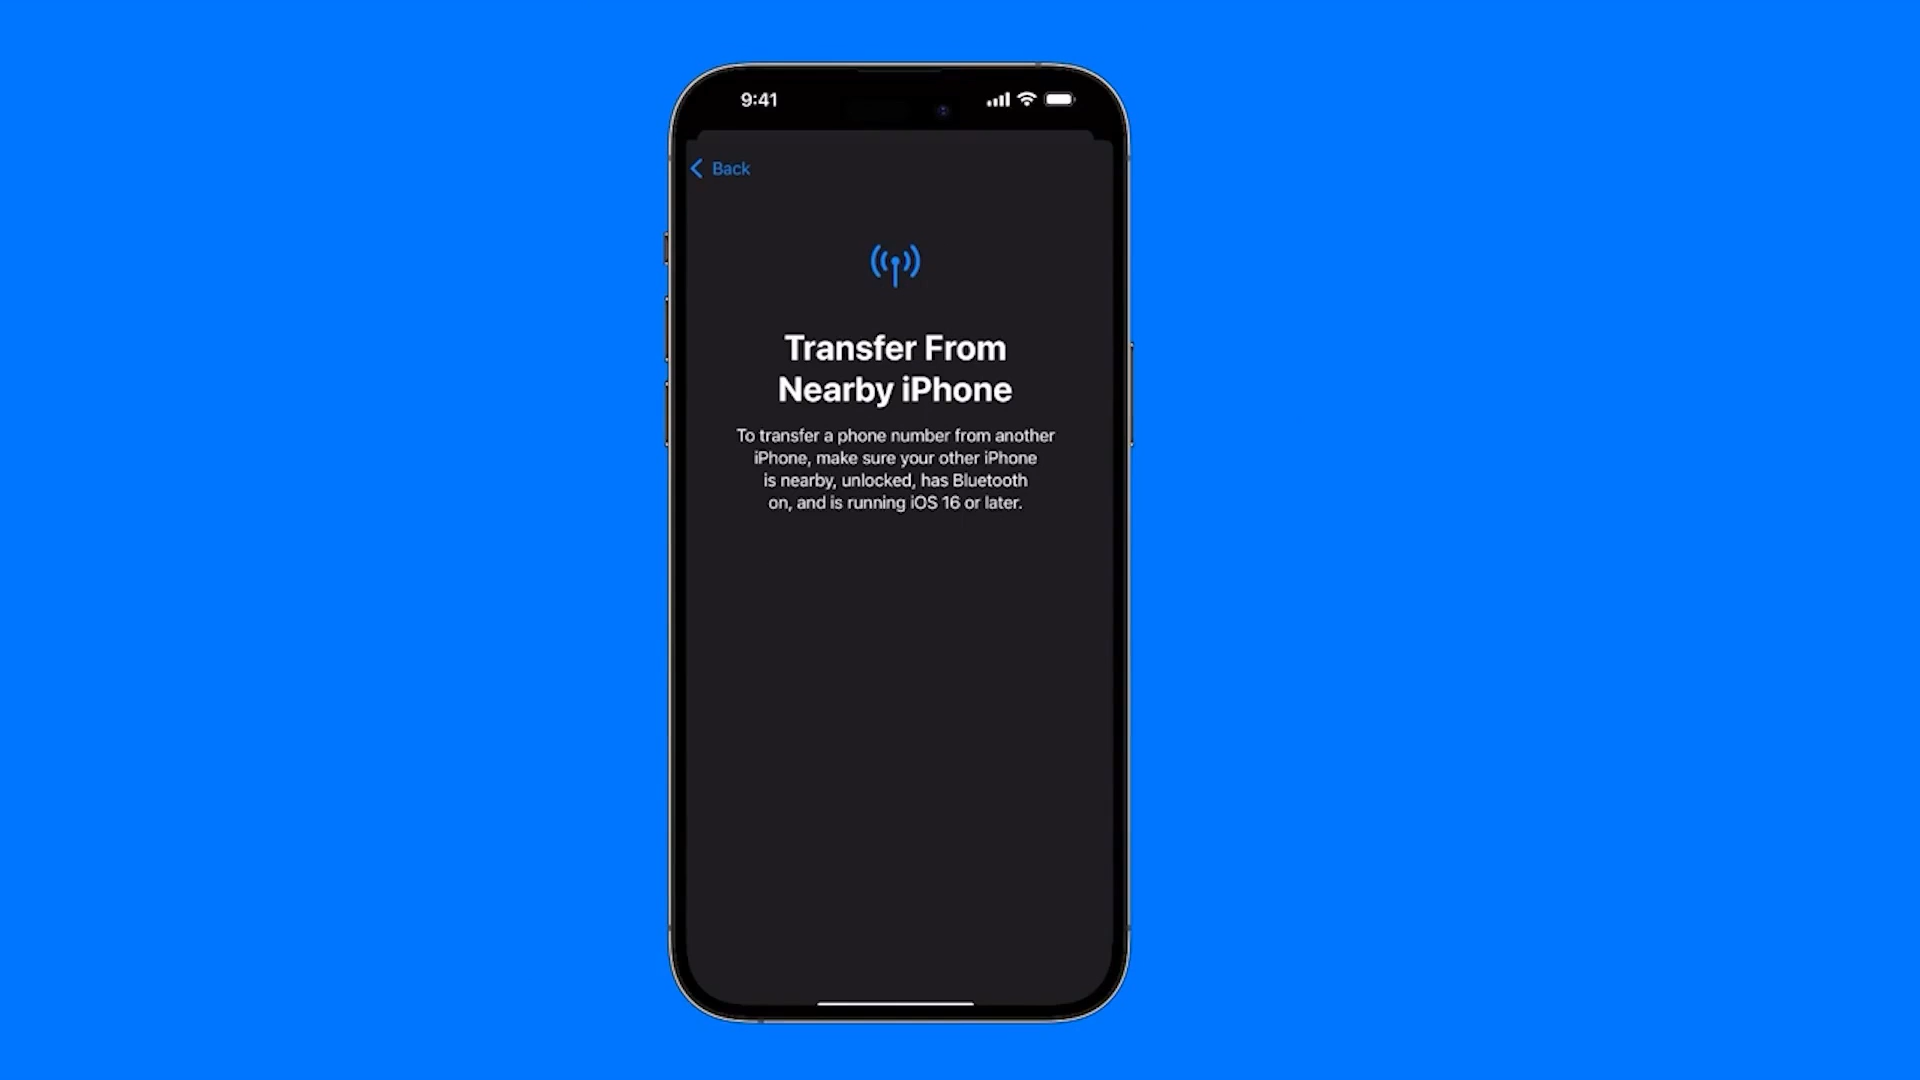 9:41
Back
Transfer From
Nearby iPhone
To transfer a phone number from another
iPhone, make sure your other iPhone
is nearby, unlocked, has Bluetooth
on, and is running iOS 16 or later.